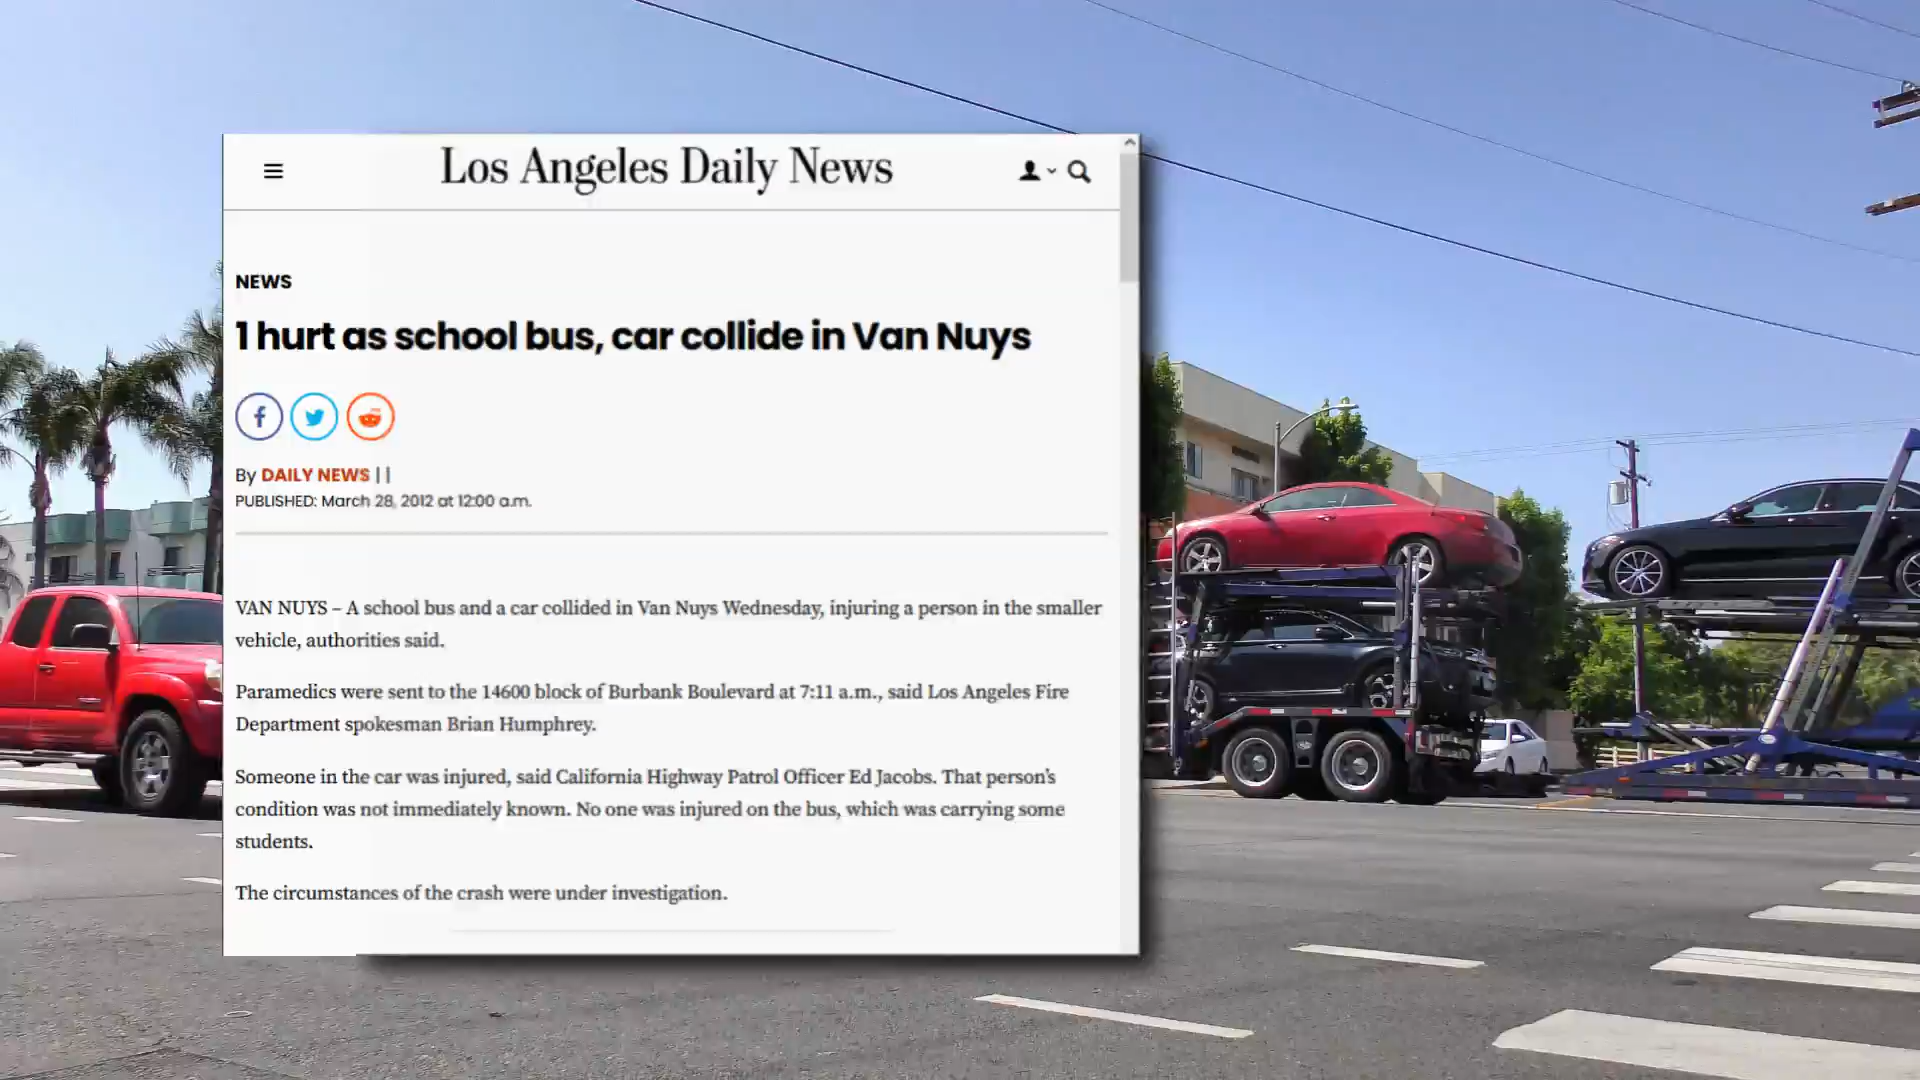 Los Angeles Daily News
NEWS
1 hurt as school bus, car collide in Van Nuys
By DAILY NEWS | |
PUBLISHED: March 28, 2012 at 12:00 a.m.
VAN NUYS – A school bus and a car collided in Van Nuys Wednesday, injuring a person in the smaller
vehicle, authorities said.
Paramedics were sent to the 14600 block of Burbank Boulevard at 7:11 a.m., said Los Angeles Fire
Department spokesman Brian Humphrey.
Someone in the car was injured, said California Highway Patrol Officer Ed Jacobs. That person’s
condition was not immediately known. No one was injured on the bus, which was carrying some
students.
The circumstances of the crash were under investigation.